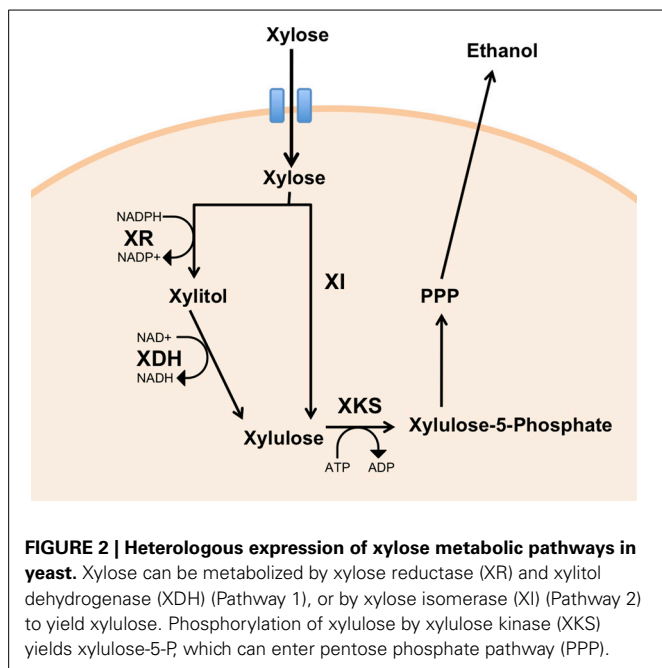 Xylose
Ethanol
Xylose
NADPH
XR
NADP+
XI
Xylitol
PPP
NAD+
XDH
NADH
XKS
Xylulose
Xylulose-5-Phosphate
ATP
ADP
FIGURE 2 | Heterologous expression of xylose metabolic pathways in
yeast. Xylose can be metabolized by xylose reductase (XR) and xylitol
dehydrogenase (XDH) (Pathway 1), or by xylose isomerase (XI) (Pathway 2)
to yield xylulose. Phosphorylation of xylulose by xylulose kinase (XKS)
yields xylulose-5-P, which can enter pentose phosphate pathway (PPP).